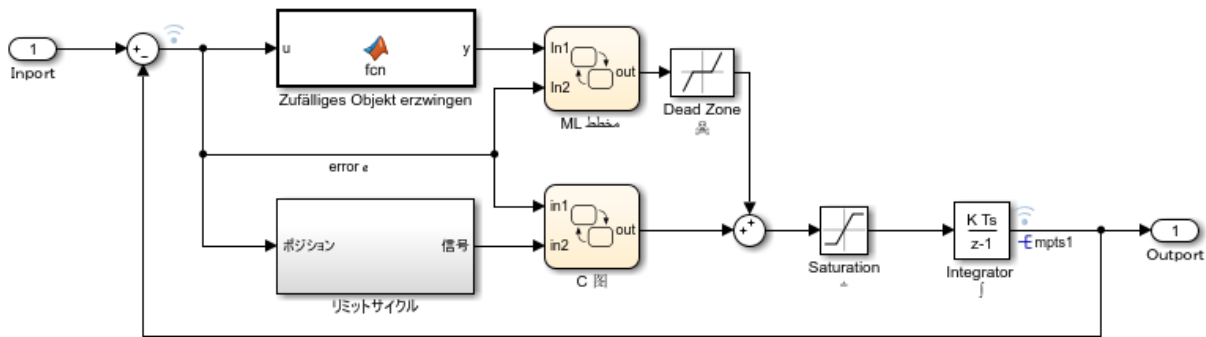 1
Inport
+
−
u
fcn
y
Zufälliges Objekt erzwingen
In1
In2
out
ML مخطط
Dead Zone
error e
ポジション
信号
リミットサイクル
in1
in2
out
C 图
+
+
Saturation
K Ts
z-1
mpts1
Integrator
∫
1
Outport